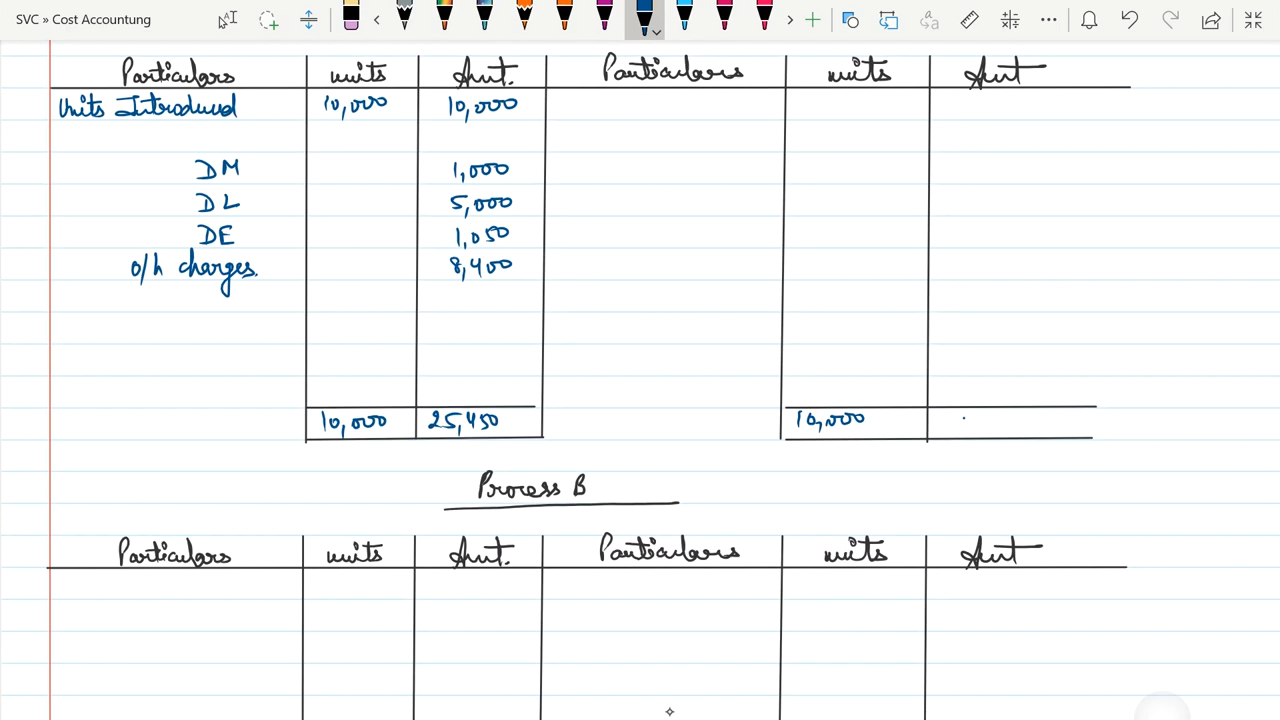 SVC » Cost Accountung
Particulars units Amt. Particulars units Amt
Units Introduced 10,000 10,000
DM 1,000
DL 5,000
DE 1,050
o/h charges. 8,400
10,000 25,450 10,000
Process B
Particulars units Amt. Particulars units Amt